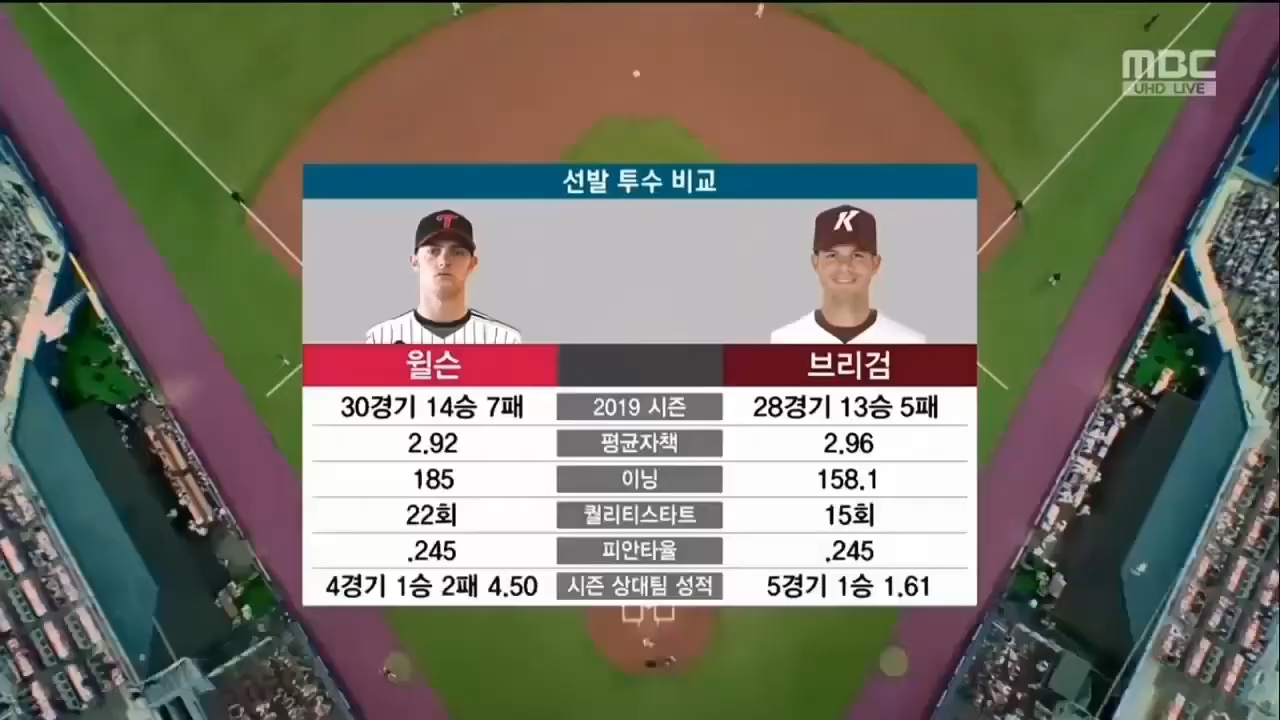 MBC
UHD LIVE
선발 투수 비교
T
K
윌슨 브리검
30경기 14승 7패 2019 시즌 28경기 13승 5패
2.92 평균자책 2.96
185 이닝 158.1
22회 퀄리티스타트 15회
.245 피안타율 .245
4경기 1승 2패 4.50 시즌 상대팀 성적 5경기 1승 1.61